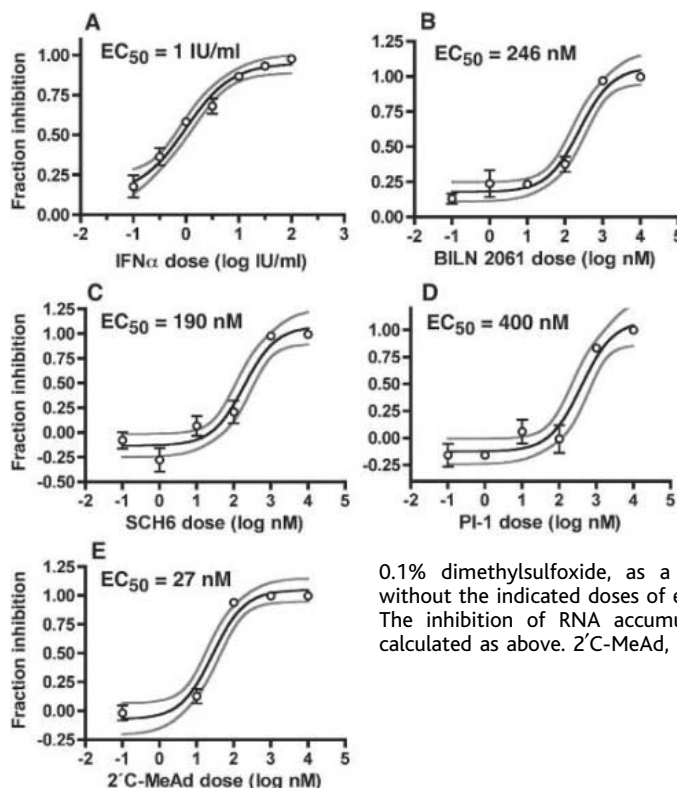 A
EC50 = 1 IU/ml
Fraction inhibition
1.00
0.75
0.50
0.25
0.00
-2 -1 0 1 2 3
IFNα dose (log IU/ml)
B
EC50 = 246 nM
1.25
1.00
0.75
0.50
0.25
0.00
-2 -1 0 1 2 3 4 5
BILN 2061 dose (log nM)
C
EC50 = 190 nM
Fraction inhibition
1.25
1.00
0.75
0.50
0.25
0.00
-0.25
-0.50
-2 -1 0 1 2 3 4 5
SCH6 dose (log nM)
D
EC50 = 400 nM
1.00
0.75
0.50
0.25
0.00
-0.25
-2 -1 0 1 2 3 4 5
PI-1 dose (log nM)
E
EC50 = 27 nM
Fraction inhibition
1.25
1.00
0.75
0.50
0.25
0.00
-0.25
-2 -1 0 1 2 3 4 5
2′C-MeAd dose (log nM)
0.1% dimethylsulfoxide, as a
without the indicated doses of e
The inhibition of RNA accumu
calculated as above. 2′C-MeAd,